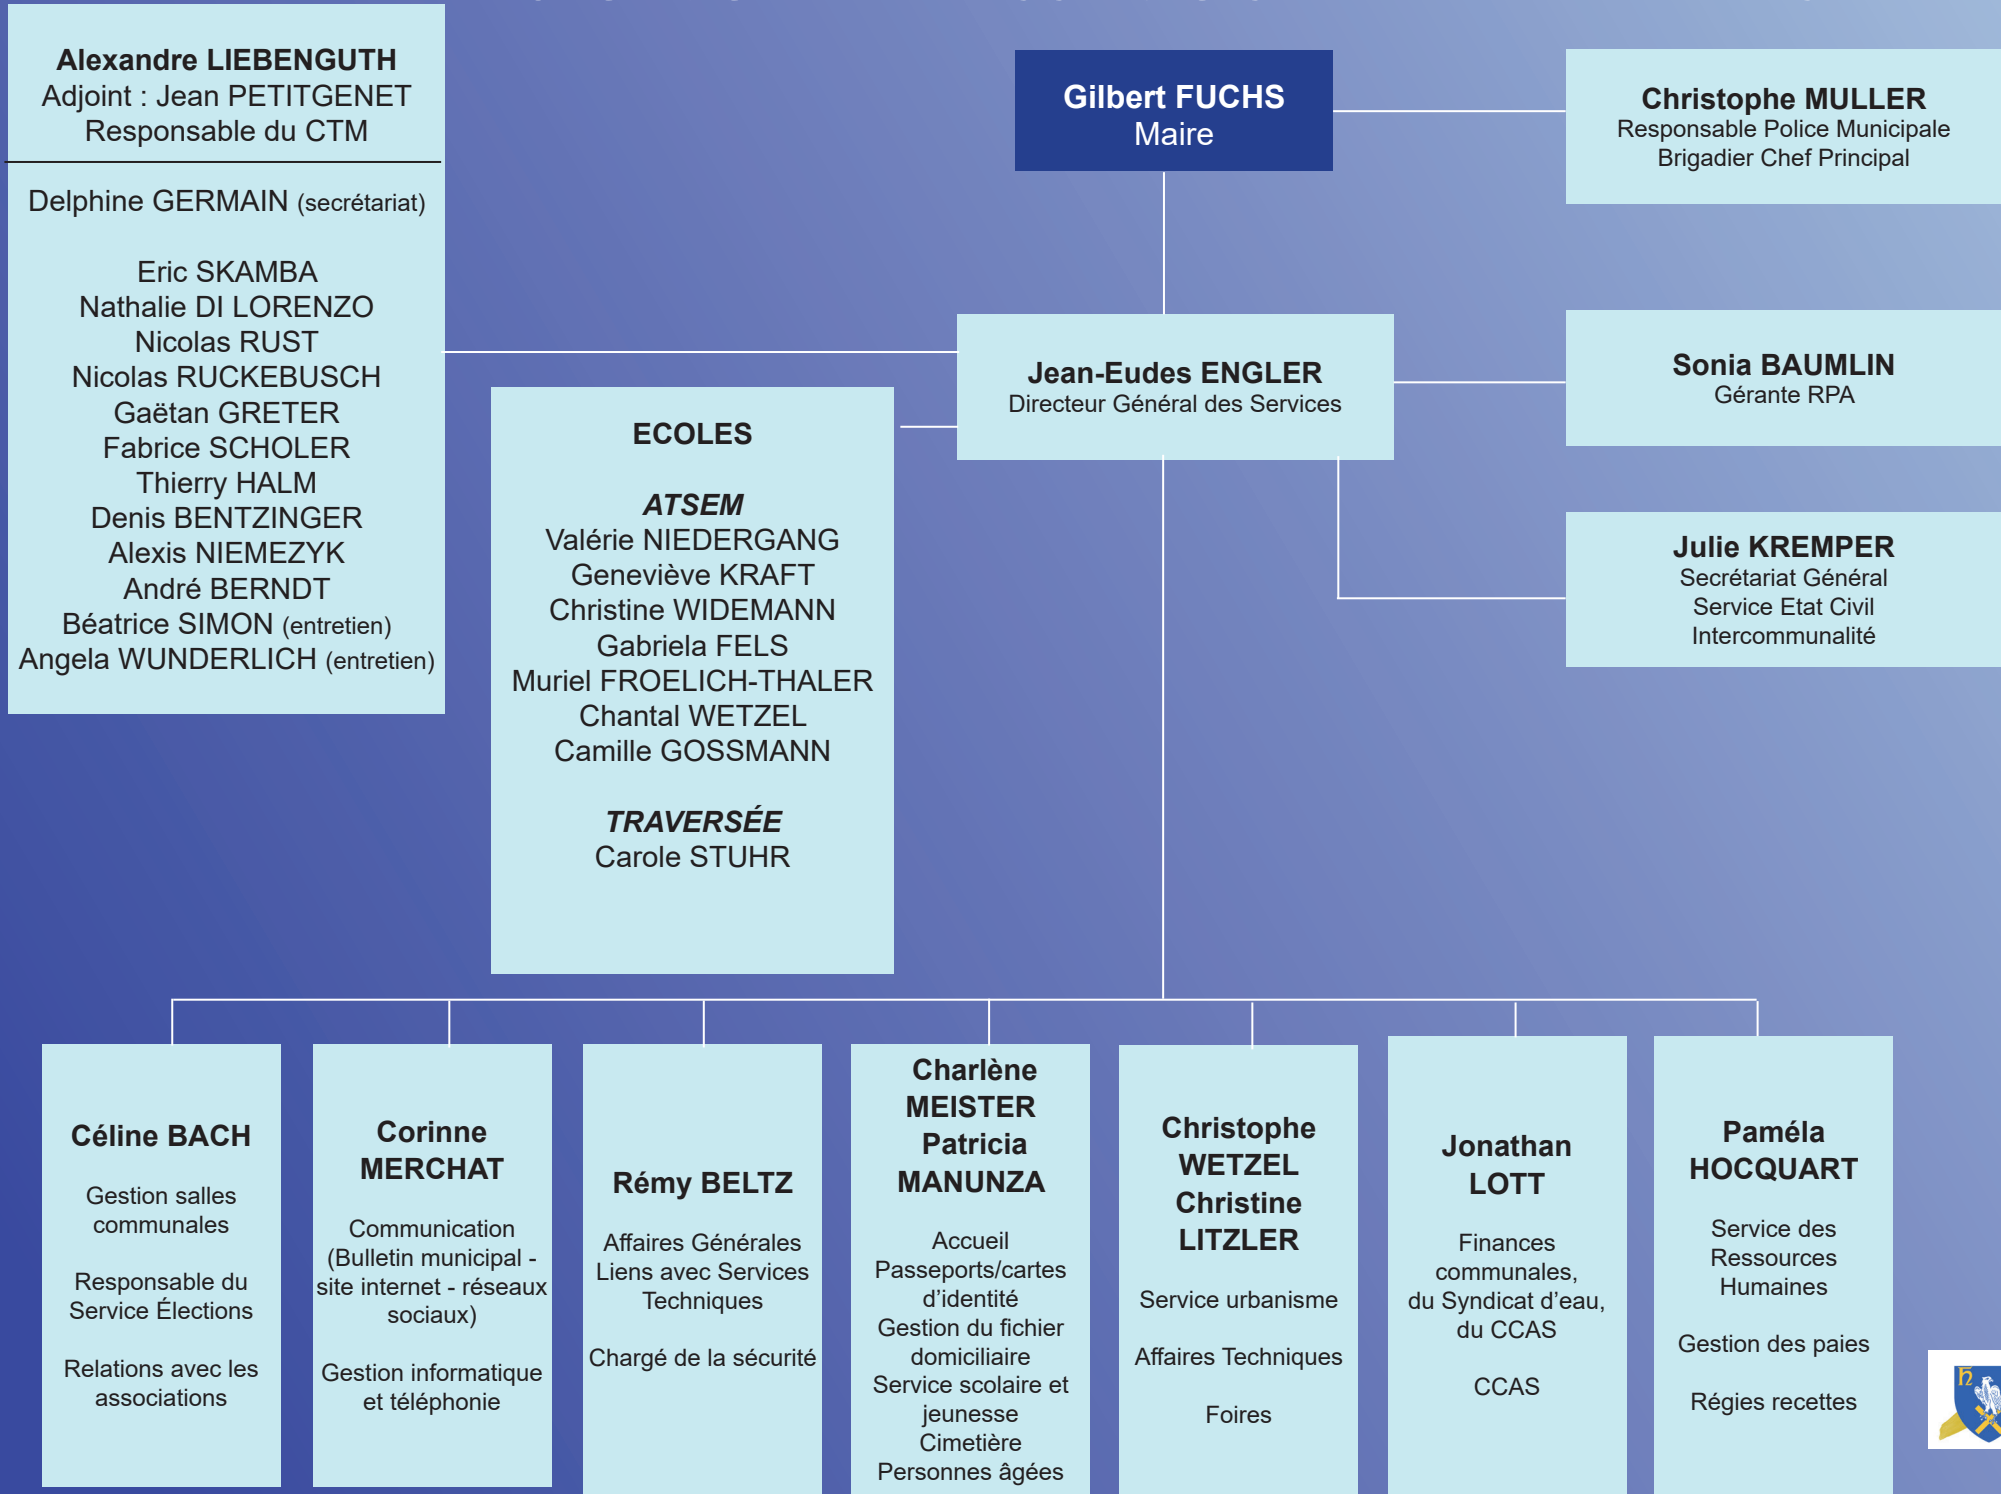 Alexandre LIEBENGUTH
Adjoint : Jean PETITGENET
Responsable du CTM
Delphine GERMAIN (secrétariat)
Eric SKAMBA
Nathalie DI LORENZO
Nicolas RUST
Nicolas RUCKEBUSCH
Gaëtan GRETER
Fabrice SCHOLER
Thierry HALM
Denis BENTZINGER
Alexis NIEMEZYK
André BERNDT
Béatrice SIMON (entretien)
Angela WUNDERLICH (entretien)
Gilbert FUCHS
Maire
Christophe MULLER
Responsable Police Municipale
Brigadier Chef Principal
Jean-Eudes ENGLER
Directeur Général des Services
Sonia BAUMLIN
Gérante RPA
Julie KREMPER
Secrétariat Général
Service Etat Civil
Intercommunalité
ECOLES
ATSEM
Valérie NIEDERGANG
Geneviève KRAFT
Christine WIDEMANN
Gabriela FELS
Muriel FROELICH-THALER
Chantal WETZEL
Camille GOSSMANN
TRAVERSÉE
Carole STUHR
Céline BACH
Gestion salles
communales
Responsable du
Service Élections
Relations avec les
associations
Corinne
MERCHAT
Communication
(Bulletin municipal -
site internet - réseaux
sociaux)
Gestion informatique
et téléphonie
Rémy BELTZ
Affaires Générales
Liens avec Services
Techniques
Chargé de la sécurité
Charlène
MEISTER
Patricia
MANUNZA
Accueil
Passeports/cartes
d’identité
Gestion du fichier
domiciliaire
Service scolaire et
jeunesse
Cimetière
Personnes âgées
Christophe
WETZEL
Christine
LITZLER
Service urbanisme
Affaires Techniques
Foires
Jonathan
LOTT
Finances
communales,
du Syndicat d’eau,
du CCAS
CCAS
Paméla
HOCQUART
Service des
Ressources
Humaines
Gestion des paies
Régies recettes